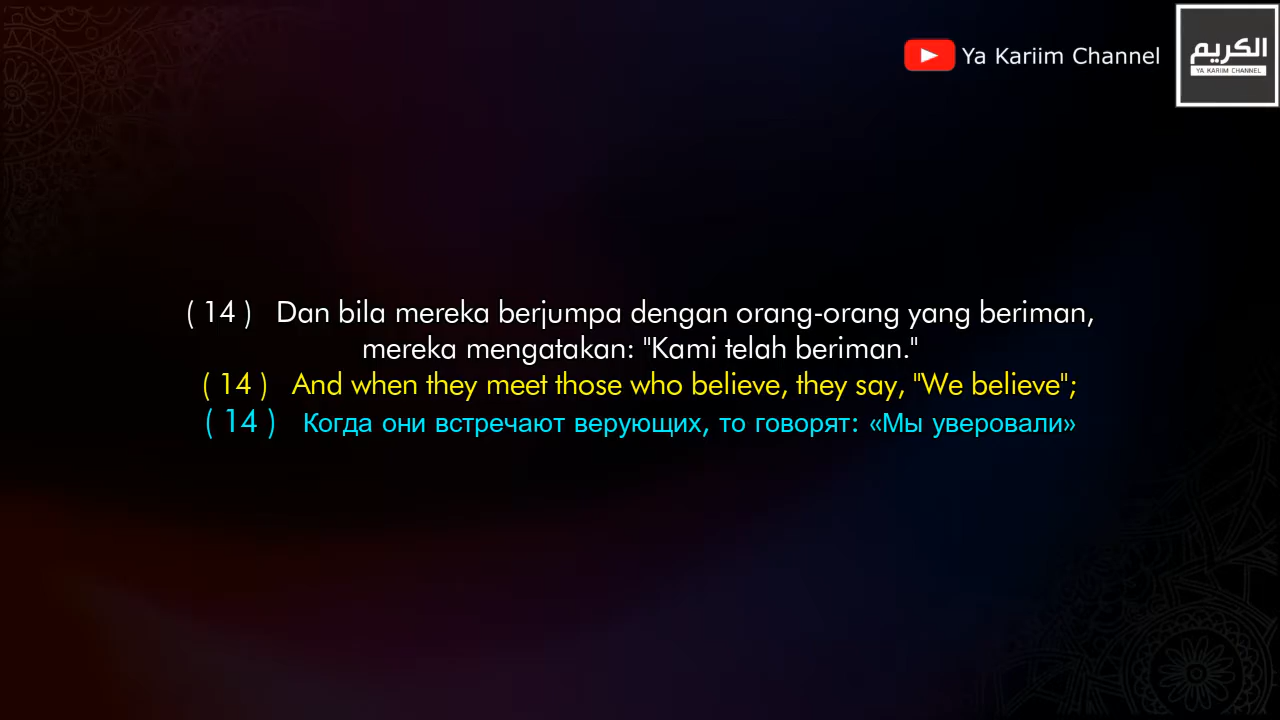 Ya Kariim Channel
الكريم
YA KARIIM CHANNEL
( 14 ) Dan bila mereka berjumpa dengan orang-orang yang beriman,
mereka mengatakan: "Kami telah beriman."
( 14 ) And when they meet those who believe, they say, "We believe";
( 14 ) Когда они встречают верующих, то говорят: «Мы уверовали»